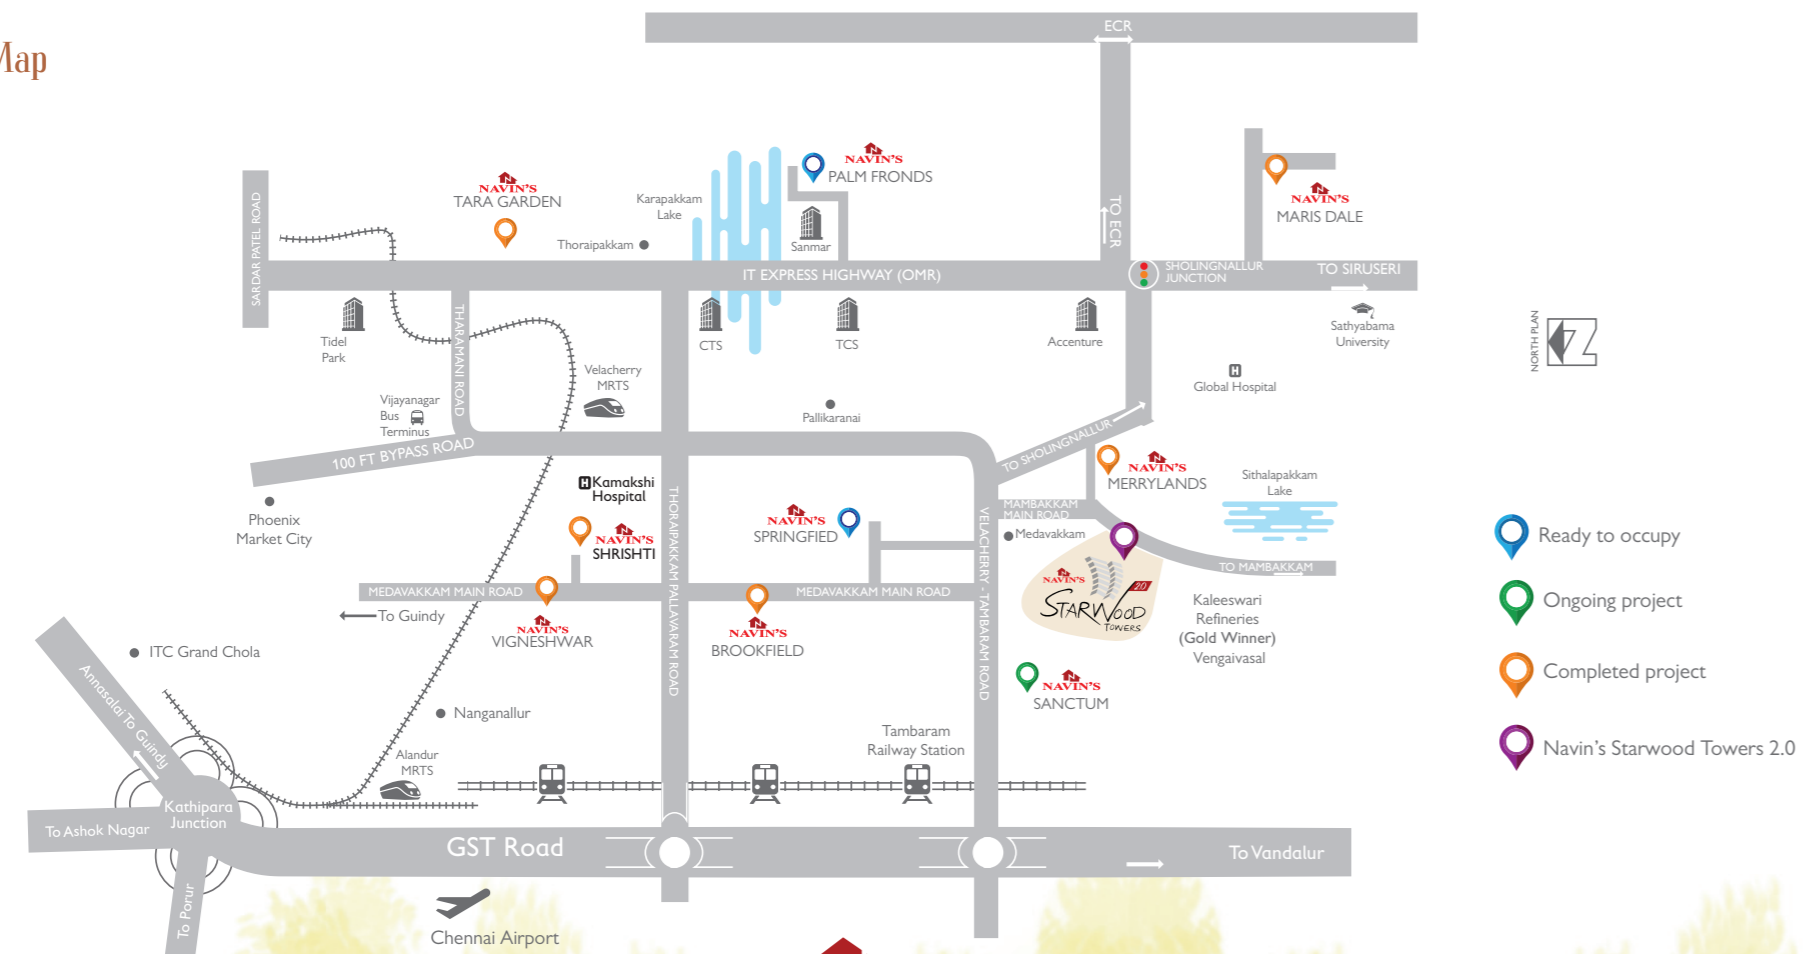 Map
ECR
TO ECR
NAVIN'S
PALM FRONDS
NAVIN'S
TARA GARDEN
NAVIN'S
MARIS DALE
SARDAR PATEL ROAD
Karapakkam
Lake
Thoraipakkam
Sanmar
IT EXPRESS HIGHWAY (OMR)
SHOLINGNALLUR
JUNCTION
TO SIRUSERI
Tidel
Park
THARAMANI ROAD
CTS
TCS
Accenture
Sathyabama
University
NORTH PLAN
Velacherry
MRTS
Global Hospital
Vijayanagar
Bus
Terminus
Pallikaranai
100 FT BYPASS ROAD
TO SHOLINGNALLUR
NAVIN'S
MERRYLANDS
Sithalapakkam
Lake
H Kamakshi
Hospital
Phoenix
Market City
NAVIN'S
SHRISHTI
THORAIPAKKAM PALLAVARAM ROAD
NAVIN'S
SPRINGFIED
VELACHERRY - TAMBARAM ROAD
MAMBAKKAM
MAIN ROAD
Medavakkam
TO MAMBAKKAM
Ready to occupy
MEDAVAKKAM MAIN ROAD
MEDAVAKKAM MAIN ROAD
NAVIN'S
2.0
STARWOOD
TOWERS
Kaleeswari
Refineries
(Gold Winner)
Vengaivasal
Ongoing project
To Guindy
NAVIN'S
VIGNESHWAR
NAVIN'S
BROOKFIELD
ITC Grand Chola
Annasalai To Guindy
NAVIN'S
SANCTUM
Completed project
Nanganallur
Tambaram
Railway Station
Navin's Starwood Towers 2.0
Alandur
MRTS
Kathipara
Junction
To Ashok Nagar
GST Road
To Vandalur
To Porur
Chennai Airport